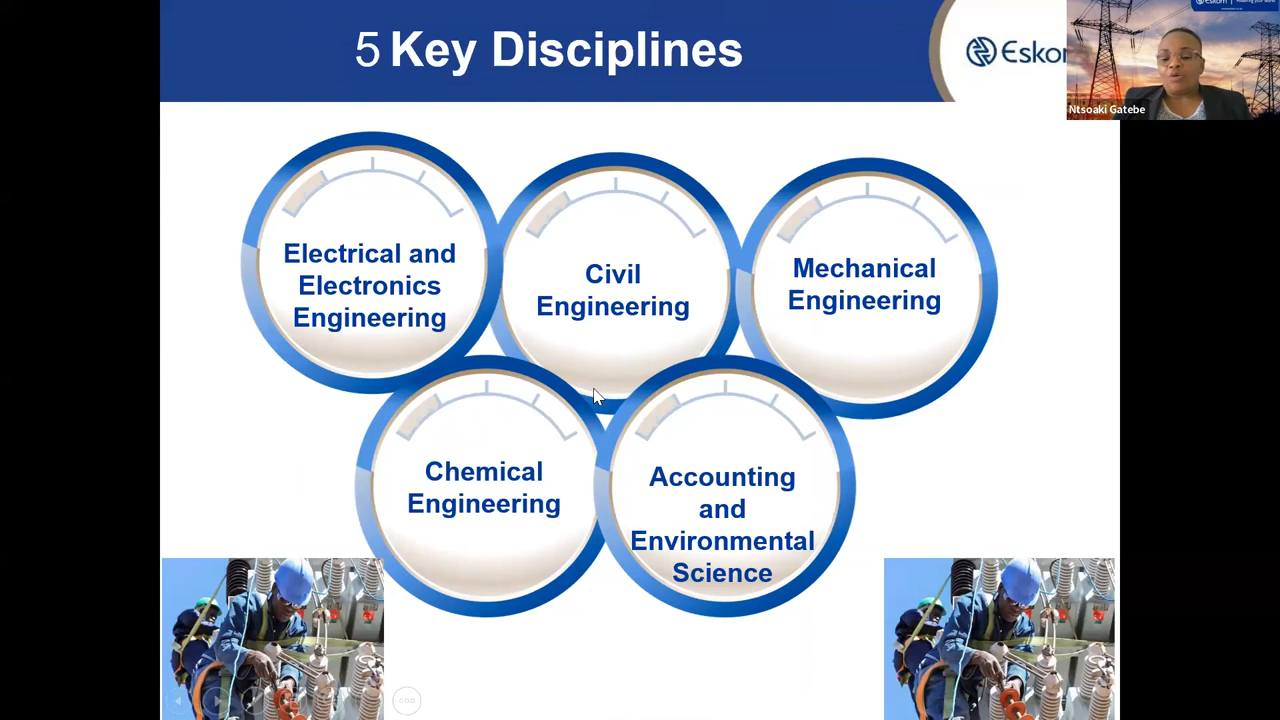 5 Key Disciplines
Eskom
Ntsoaki Gatebe
Electrical and
Electronics
Engineering
Civil
Engineering
Mechanical
Engineering
Chemical
Engineering
Accounting
and
Environmental
Science